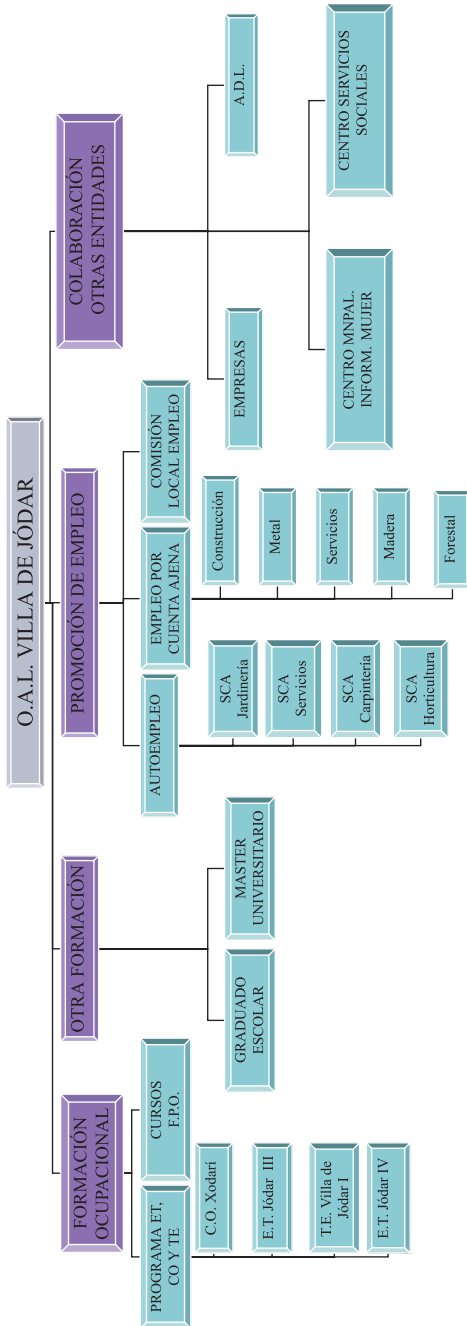 O.A.L. VILLA DE JÓDAR
FORMACIÓN
OCUPACIONAL
OTRA FORMACIÓN
PROMOCIÓN DE EMPLEO
COLABORACIÓN
OTRAS ENTIDADES
PROGRAMA ET,
CO Y TE
CURSOS
F.P.O.
C.O. Xodarí
E.T. Jódar III
T.E. Villa de
Jódar I
E.T. Jódar IV
GRADUADO
ESCOLAR
MASTER
UNIVERSITARIO
AUTOEMPLEO
EMPLEO POR
CUENTA AJENA
COMISIÓN
LOCAL EMPLEO
SCA
Jardinería
SCA
Servicios
SCA
Carpintería
SCA
Horticultura
Construcción
Metal
Servicios
Madera
Forestal
EMPRESAS
A.D.L.
CENTRO MNPAL.
INFORM. MUJER
CENTRO SERVICIOS
SOCIALES